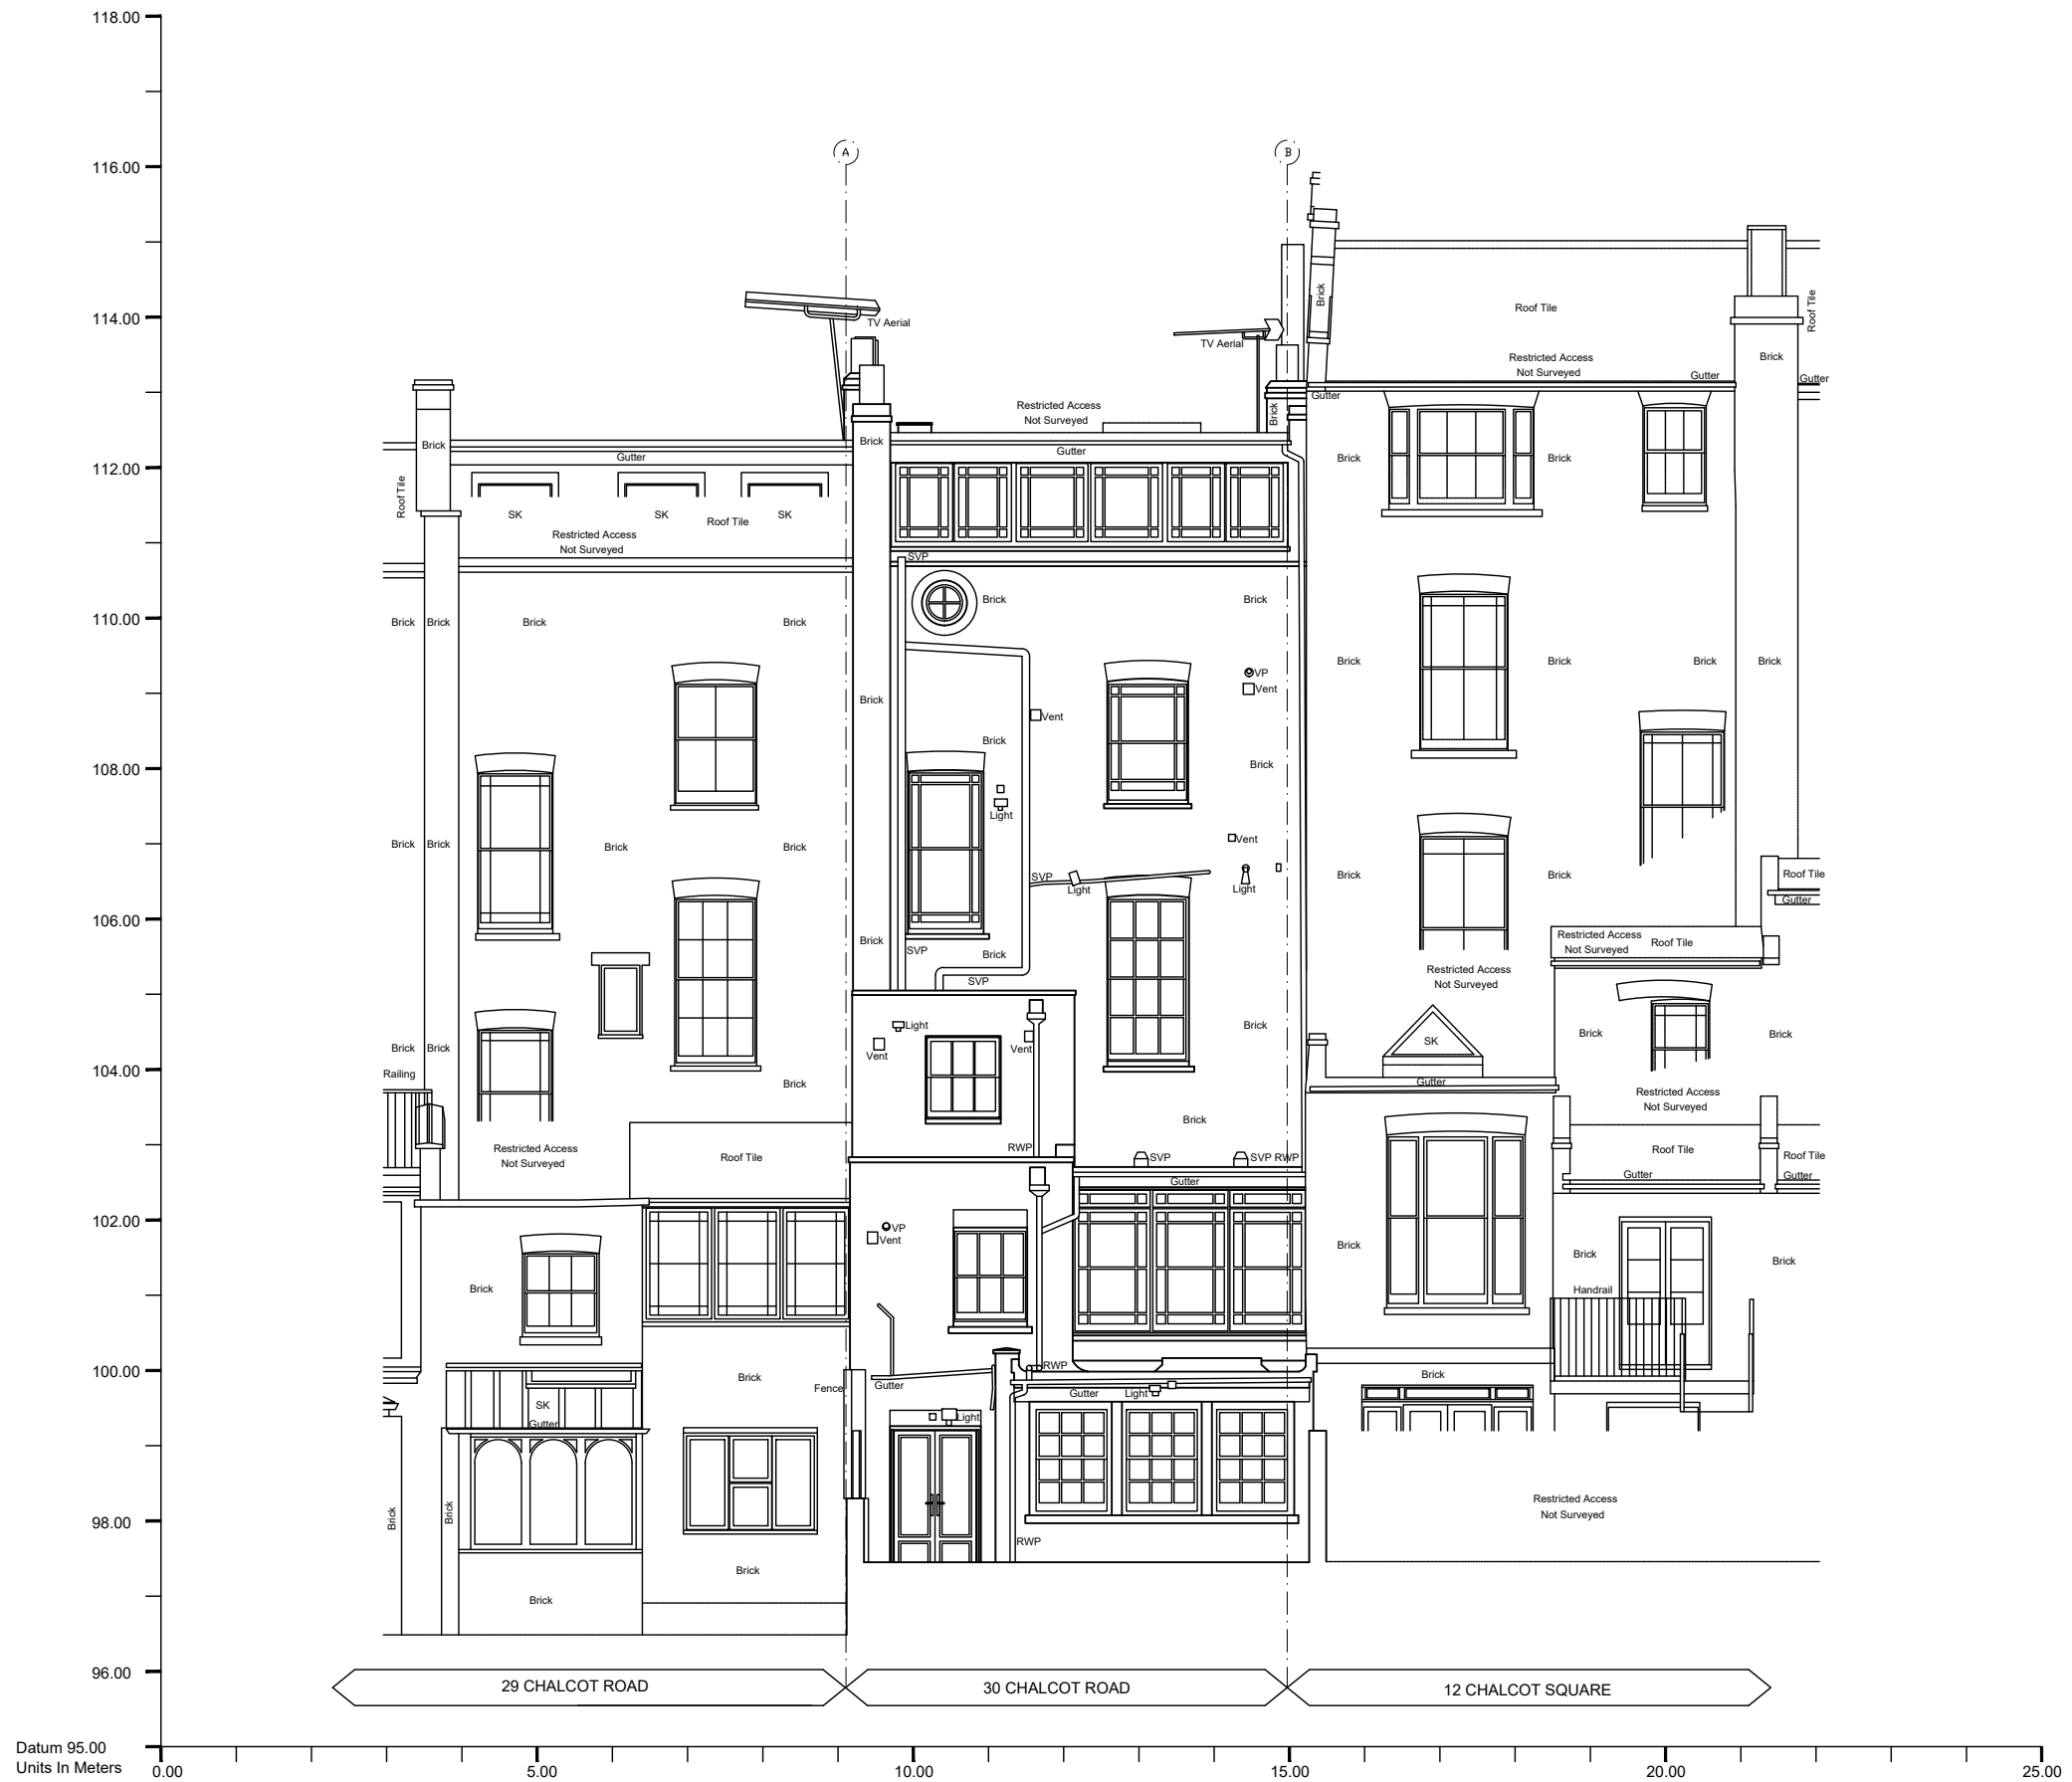 118.00
116.00
A
B
114.00
TV Aerial
TV Aerial
Brick
Roof Tile
Roof Tile
Restricted Access
Not Surveyed
Gutter
Brick
Gutter
Gutter
Restricted Access
Not Surveyed
Brick
112.00
Brick
Gutter
Brick
Gutter
Brick
Brick
Roof Tile
SK
SK
Roof Tile
SK
Restricted Access
Not Surveyed
SVP
110.00
Brick
Brick
Brick
Brick
Brick
Brick
Brick
Brick
Brick
Brick
VP
Vent
Brick
Vent
Brick
108.00
Brick
Light
Vent
Brick
Brick
Brick
Brick
SVP
Light
Light
Brick
Brick
Roof Tile
Gutter
106.00
Brick
SVP
Brick
SVP
Restricted Access
Not Surveyed
Roof Tile
Restricted Access
Not Surveyed
Brick
Brick
Light
Vent
Vent
Brick
SK
Brick
Brick
104.00
Railing
Brick
Gutter
Restricted Access
Not Surveyed
Brick
Restricted Access
Not Surveyed
Roof Tile
RWP
SVP
SVP RWP
Roof Tile
Roof Tile
Gutter
Gutter
Gutter
102.00
VP
Vent
Brick
Brick
Brick
Brick
Handrail
100.00
Brick
Fence
Gutter
RWP
Gutter
Light
Brick
SK
Gutter
Light
98.00
Brick
Brick
Restricted Access
Not Surveyed
RWP
Brick
Brick
96.00
29 CHALCOT ROAD
30 CHALCOT ROAD
12 CHALCOT SQUARE
Datum 95.00
Units In Meters
0.00
5.00
10.00
15.00
20.00
25.00